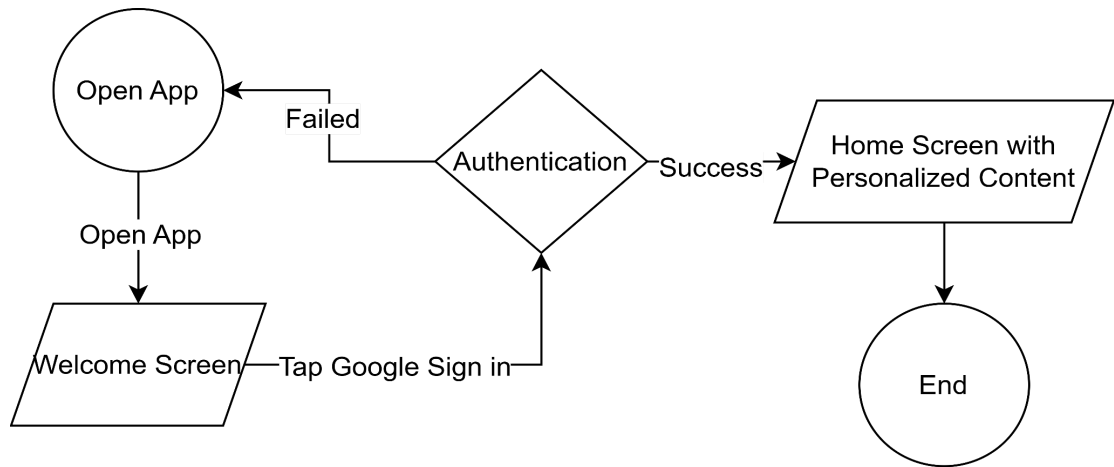 Open App
Failed
Authentication
Success
Home Screen with
Personalized Content
Open App
Welcome Screen
Tap Google Sign in
End